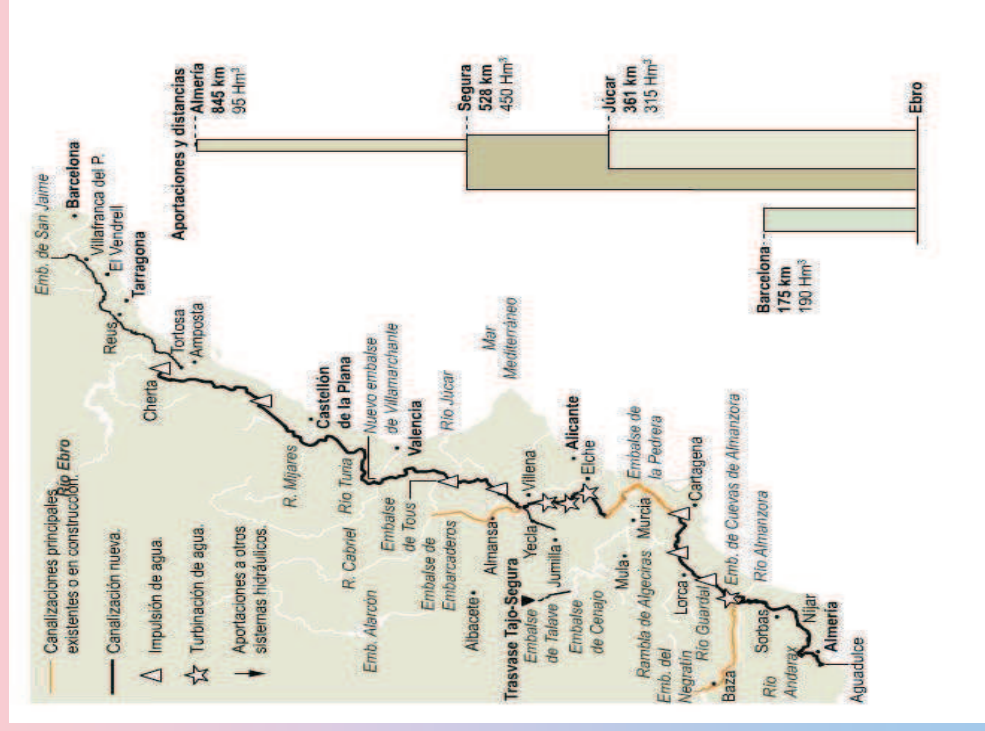 Canalizaciones principales
existentes o en construcción.
Canalización nueva.
Impulsión de agua.
Turbinación de agua.
Aportaciones a otros
sistemas hidráulicos.
Río Ebro
Emb. de San Jaime
Barcelona
Villafranca del P.
El Vendrell
Tarragona
Reus
Tortosa
Amposta
Cherta
Castellón
de la Plana
R. Mijares
Nuevo embalse
de Villamarchante
Río Turia
Valencia
Río Júcar
R. Cabriel
Embalse
de Tous
Emb. Alarcón
Embalse de
Embarcaderos
Mar
Mediterráneo
Almansa
Villena
Albacete
Yecla
Alicante
Elche
Trasvase Tajo-Segura
Jumilla
Embalse
de Talave
Embalse
de Cenajo
Embalse de
la Pedrera
Mula
Murcia
Cartagena
Rambla de Algeciras
Lorca
Emb. del
Negratín
Río Guardal
Emb. de Cuevas de Almanzora
Río Almanzora
Baza
Sorbas
Níjar
Río
Andarax
Almería
Aguadulce
Aportaciones y distancias
Almería
845 km
95 Hm³
Segura
528 km
450 Hm³
Júcar
361 km
315 Hm³
Ebro
Barcelona
175 km
190 Hm³